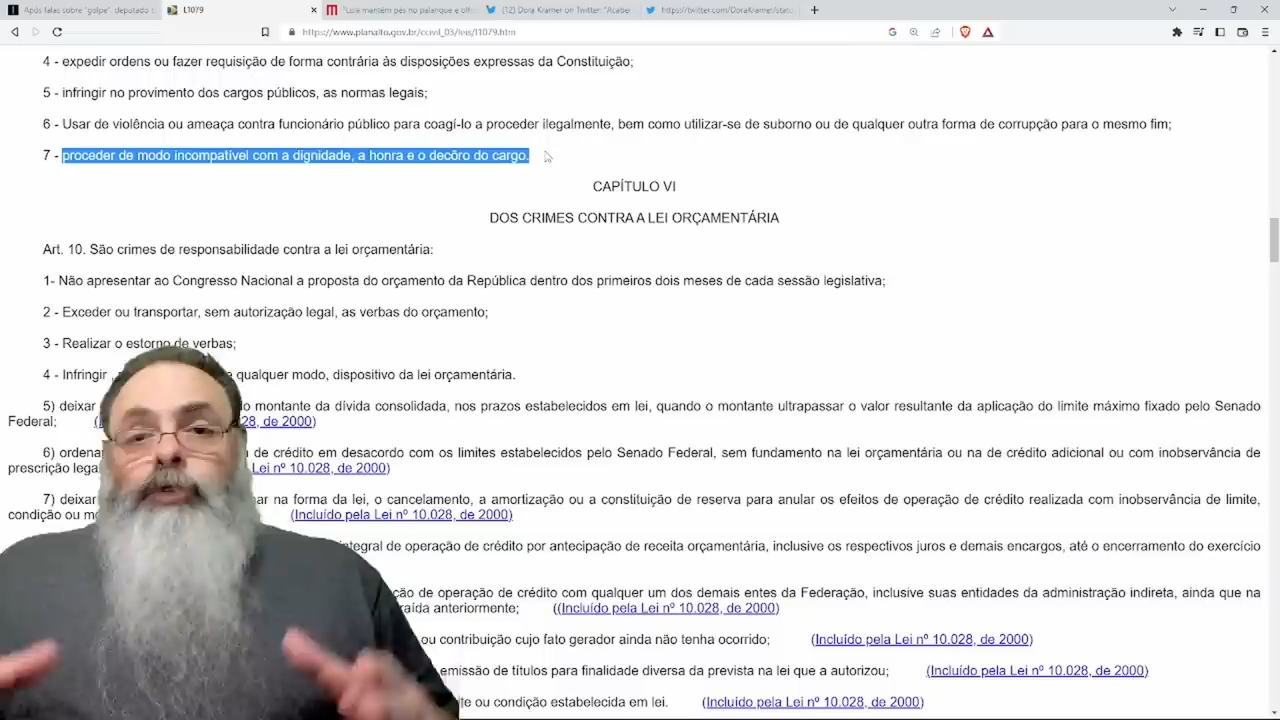 Após falas sobre "golpe", deputado s
L1079
"Lula mantém pés no palanque e olho
(12) Dora Kramer on Twitter: "Acabei
https://twitter.com/DoraKramer/statu
https://www.planalto.gov.br/ccivil_03/leis/l1079.htm
4 - expedir ordens ou fazer requisição de forma contrária às disposições expressas da Constituição;
5 - infringir no provimento dos cargos públicos, as normas legais;
6 - Usar de violência ou ameaça contra funcionário público para coagí-lo a proceder ilegalmente, bem como utilizar-se de suborno ou de qualquer outra forma de corrupção para o mesmo fim;
7 - proceder de modo incompatível com a dignidade, a honra e o decôro do cargo.
CAPÍTULO VI
DOS CRIMES CONTRA A LEI ORÇAMENTÁRIA
Art. 10. São crimes de responsabilidade contra a lei orçamentária:
1- Não apresentar ao Congresso Nacional a proposta do orçamento da República dentro dos primeiros dois meses de cada sessão legislativa;
2 - Exceder ou transportar, sem autorização legal, as verbas do orçamento;
3 - Realizar o estorno de verbas;
4 - Infringir qualquer modo, dispositivo da lei orçamentária.
5) deixar montante da dívida consolidada, nos prazos estabelecidos em lei, quando o montante ultrapassar o valor resultante da aplicação do limite máximo fixado pelo Senado
Federal; (28, de 2000)
6) ordena de crédito em desacordo com os limites estabelecidos pelo Senado Federal, sem fundamento na lei orçamentária ou na de crédito adicional ou com inobservância de
prescrição lega Lei nº 10.028, de 2000)
7) deixar na forma da lei, o cancelamento, a amortização ou a constituição de reserva para anular os efeitos de operação de crédito realizada com inobservância de limite,
condição ou mo (Incluído pela Lei nº 10.028, de 2000)
integral de operação de crédito por antecipação de receita orçamentária, inclusive os respectivos juros e demais encargos, até o encerramento do exercício
ção de operação de crédito com qualquer um dos demais entes da Federação, inclusive suas entidades da administração indireta, ainda que na
raída anteriormente; ((Incluído pela Lei nº 10.028, de 2000)
ou contribuição cujo fato gerador ainda não tenha ocorrido; (Incluído pela Lei nº 10.028, de 2000)
emissão de títulos para finalidade diversa da prevista na lei que a autorizou; (Incluído pela Lei nº 10.028, de 2000)
ite ou condição estabelecida em lei. (Incluído pela Lei nº 10.028, de 2000)